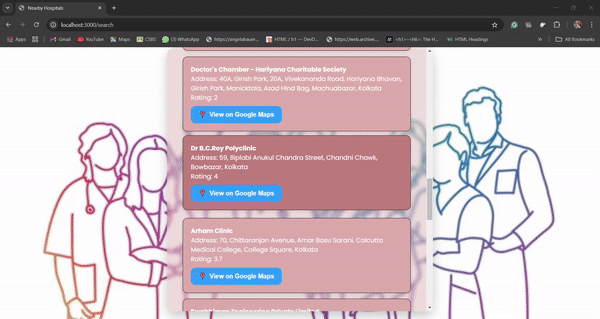 Nearby Hospitals
localhost:3000/search
Apps
Gmail
YouTube
Maps
CSBS
(3) WhatsApp
HTML / h1 — DevD...
https://web.archive...
<h1>–<h6>: The H...
HTML Headings
All Bookmarks
Doctor's Chamber - Hariyana Charitable Society
Address: 40A, Girish Park, 20A, Vivekananda Road, Hariyana Bhavan,
Girish Park, Manicktala, Azad Hind Bag, Machuabazar, Kolkata
Rating: 2
View on Google Maps
Dr B.C.Roy Polyclinic
Address: 59, Biplabi Anukul Chandra Street, Chandni Chawk,
Bowbazar, Kolkata
Rating: 4
View on Google Maps
Arham Clinic
Address: 70, Chittaranjan Avenue, Amar Basu Sarani, Calcutta
Medical College, College Square, Kolkata
Rating: 3.7
View on Google Maps